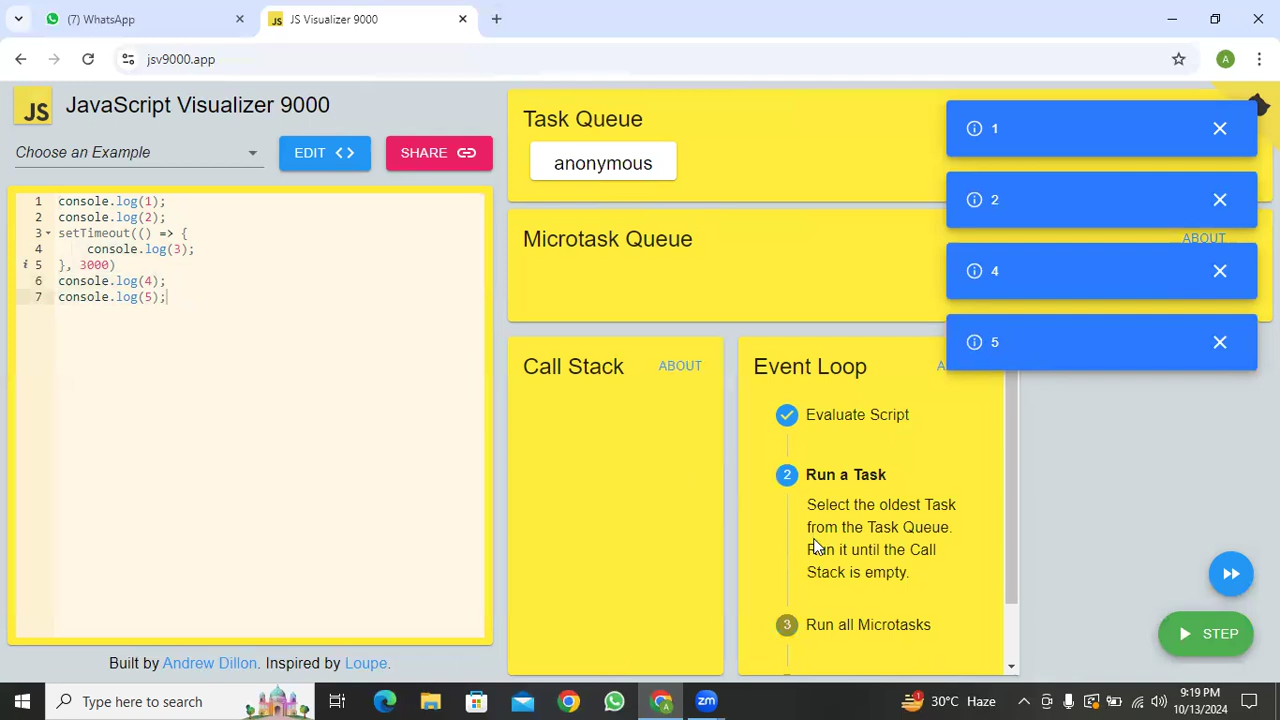 (7) WhatsApp
JS Visualizer 9000
jsv9000.app
A
JS
JavaScript Visualizer 9000
Choose an Example
EDIT
SHARE
1 console.log(1);
2 console.log(2);
3 setTimeout(() => {
4 console.log(3);
i 5 }, 3000)
6 console.log(4);
7 console.log(5);
Built by Andrew Dillon. Inspired by Loupe.
Task Queue
anonymous
Microtask Queue
ABOUT
1
2
4
5
Call Stack
ABOUT
Event Loop
A
Evaluate Script
2 Run a Task
Select the oldest Task
from the Task Queue.
Run it until the Call
Stack is empty.
3 Run all Microtasks
STEP
Type here to search
zm
1
30°C Haze
9:19 PM
10/13/2024